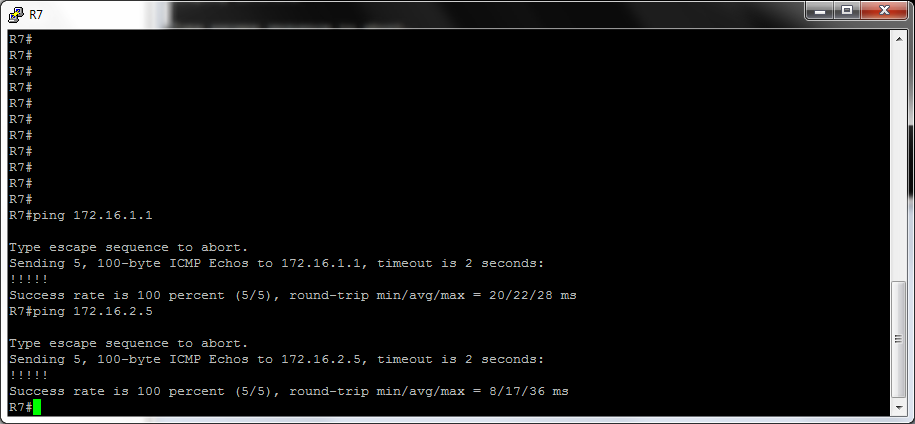 R7
R7#
R7#
R7#
R7#
R7#
R7#
R7#
R7#
R7#
R7#
R7#
R7#ping 172.16.1.1
Type escape sequence to abort.
Sending 5, 100-byte ICMP Echos to 172.16.1.1, timeout is 2 seconds:
!!!!!
Success rate is 100 percent (5/5), round-trip min/avg/max = 20/22/28 ms
R7#ping 172.16.2.5
Type escape sequence to abort.
Sending 5, 100-byte ICMP Echos to 172.16.2.5, timeout is 2 seconds:
!!!!!
Success rate is 100 percent (5/5), round-trip min/avg/max = 8/17/36 ms
R7#